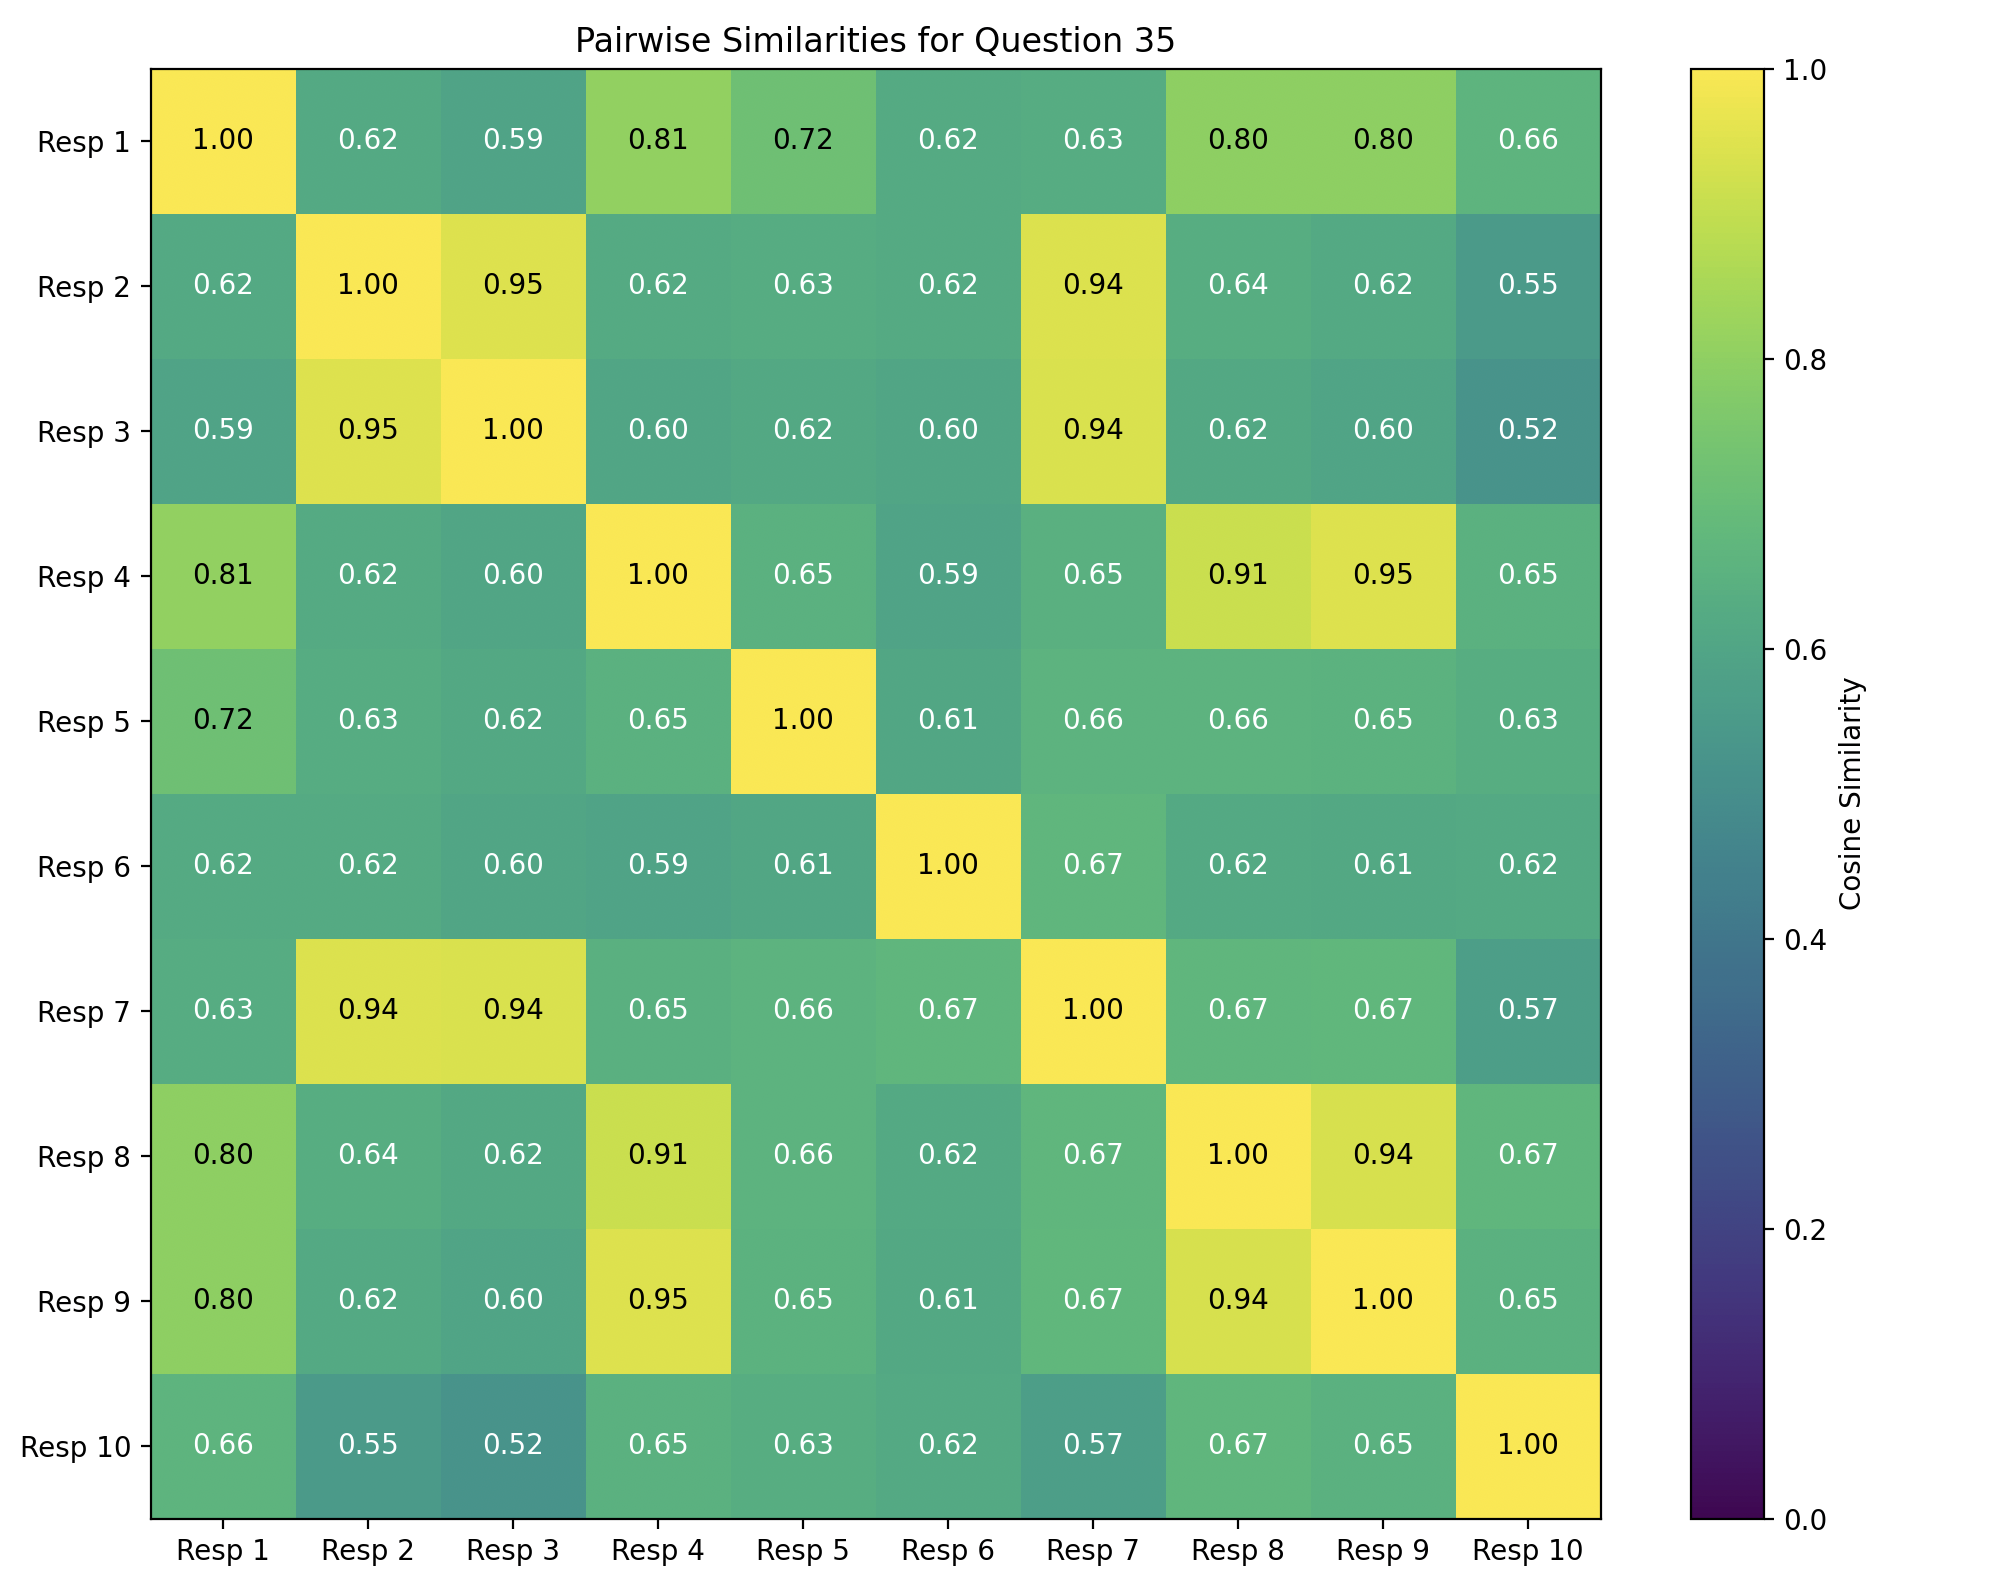 Pairwise Similarities for Question 35
Resp 1 1.00 0.62 0.59 0.81 0.72 0.62 0.63 0.80 0.80 0.66
Resp 2 0.62 1.00 0.95 0.62 0.63 0.62 0.94 0.64 0.62 0.55
Resp 3 0.59 0.95 1.00 0.60 0.62 0.60 0.94 0.62 0.60 0.52
Resp 4 0.81 0.62 0.60 1.00 0.65 0.59 0.65 0.91 0.95 0.65
Resp 5 0.72 0.63 0.62 0.65 1.00 0.61 0.66 0.66 0.65 0.63
Resp 6 0.62 0.62 0.60 0.59 0.61 1.00 0.67 0.62 0.61 0.62
Resp 7 0.63 0.94 0.94 0.65 0.66 0.67 1.00 0.67 0.67 0.57
Resp 8 0.80 0.64 0.62 0.91 0.66 0.62 0.67 1.00 0.94 0.67
Resp 9 0.80 0.62 0.60 0.95 0.65 0.61 0.67 0.94 1.00 0.65
Resp 10 0.66 0.55 0.52 0.65 0.63 0.62 0.57 0.67 0.65 1.00
Resp 1 Resp 2 Resp 3 Resp 4 Resp 5 Resp 6 Resp 7 Resp 8 Resp 9 Resp 10
1.0
0.8
0.6
0.4
0.2
0.0
Cosine Similarity